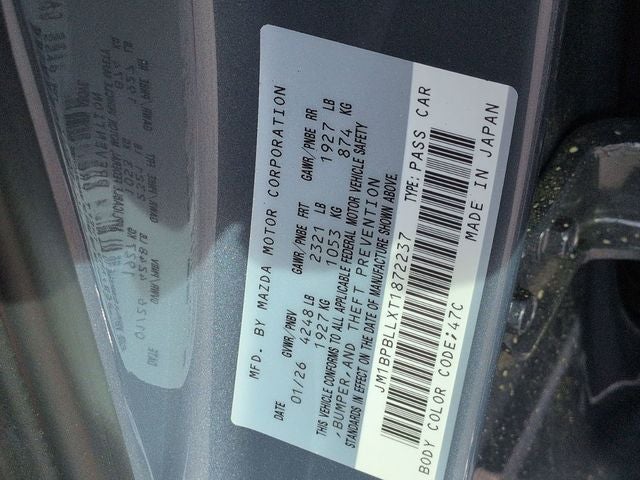 MFD. BY MAZDA MOTOR CORPORATION
DATE GVWR/PNBV GAWR/PNBE FRT GAWR/PNBE RR
01/26 4248 LB 2321 LB 1927 LB
1927 KG 1053 KG 874 KG
THIS VEHICLE CONFORMS TO ALL APPLICABLE FEDERAL MOTOR VEHICLE SAFETY
,BUMPER, AND THEFT PREVENTION
STANDARDS IN EFFECT ON THE DATE OF MANUFACTURE SHOWN ABOVE
JM1BPBLLXT1872237 TYPE: PASS CAR
BODY COLOR CODE;47C MADE IN JAPAN